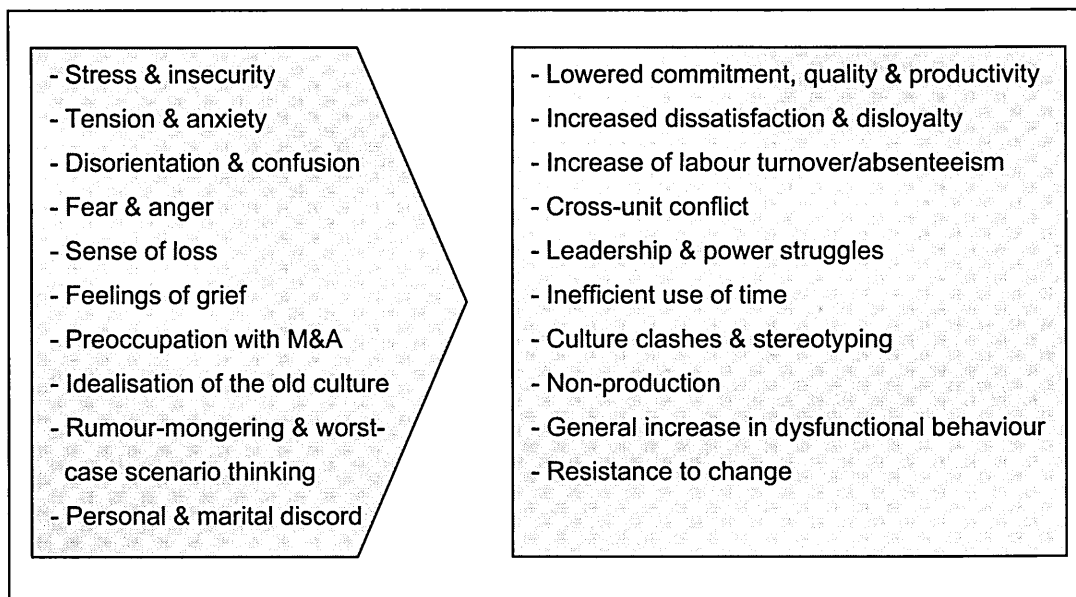 - Stress & insecurity
- Tension & anxiety
- Disorientation & confusion
- Fear & anger
- Sense of loss
- Feelings of grief
- Preoccupation with M&A
- Idealisation of the old culture
- Rumour-mongering & worst-
case scenario thinking
- Personal & marital discord
- Lowered commitment, quality & productivity
- Increased dissatisfaction & disloyalty
- Increase of labour turnover/absenteeism
- Cross-unit conflict
- Leadership & power struggles
- Inefficient use of time
- Culture clashes & stereotyping
- Non-production
- General increase in dysfunctional behaviour
- Resistance to change